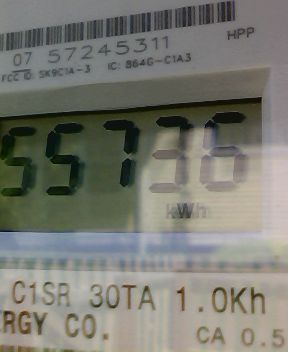 07 57245311
HPP
FCC ID: SK9C1A-3 IC: 864G-C1A3
55736
kWh
C1SR 30TA 1.0Kh
RGY CO. CA 0.5